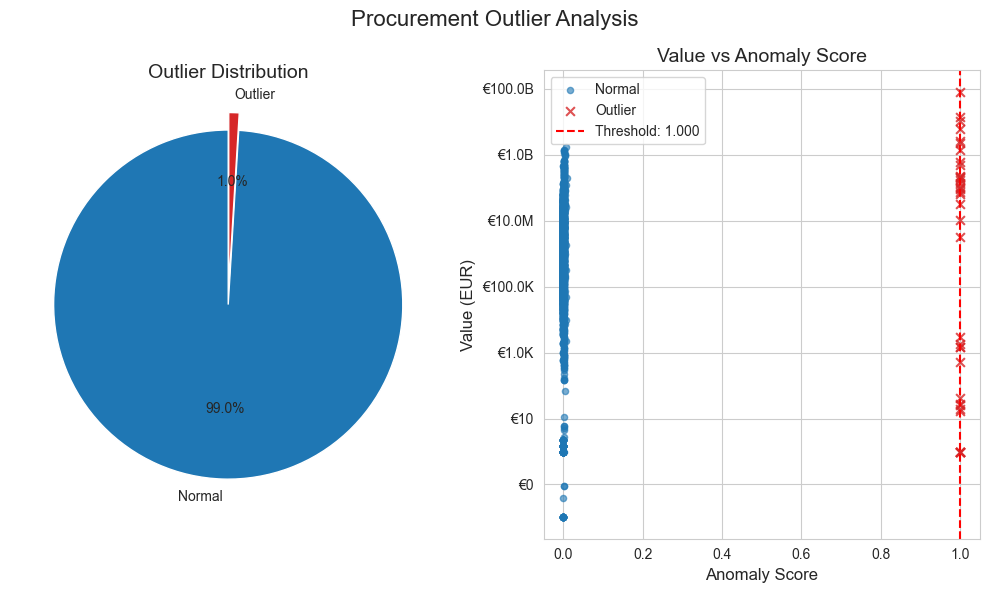 Procurement Outlier Analysis
Outlier Distribution
Outlier
1.0%
99.0%
Normal
Value vs Anomaly Score
Normal
Outlier
Threshold: 1.000
Value (EUR)
€100.0B
€1.0B
€10.0M
€100.0K
€1.0K
€10
€0
0.0
0.2
0.4
0.6
0.8
1.0
Anomaly Score